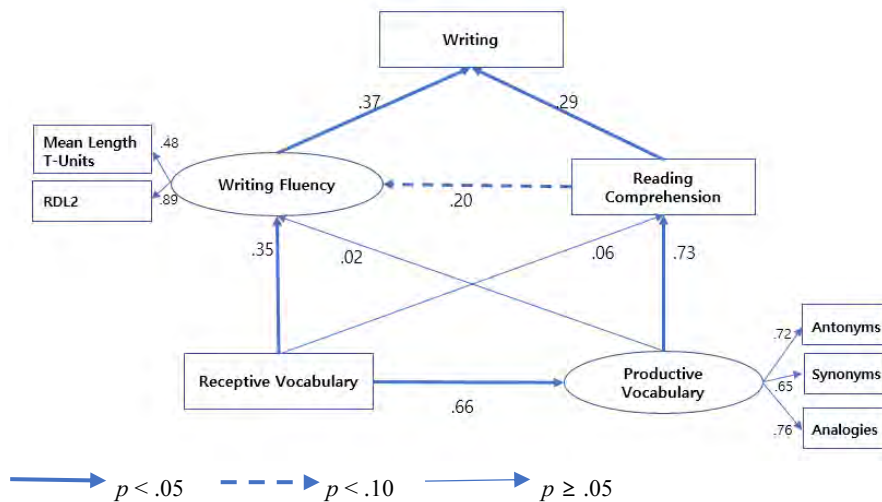 Writing
.37
.29
Mean Length
T-Units
.48
RDL2
.89
Writing Fluency
Reading
Comprehension
.20
.35
.02
.06
.73
Receptive Vocabulary
.66
Productive
Vocabulary
.72
Antonyms
.65
Synonyms
.76
Analogies
p < .05
p < .10
p ≥ .05